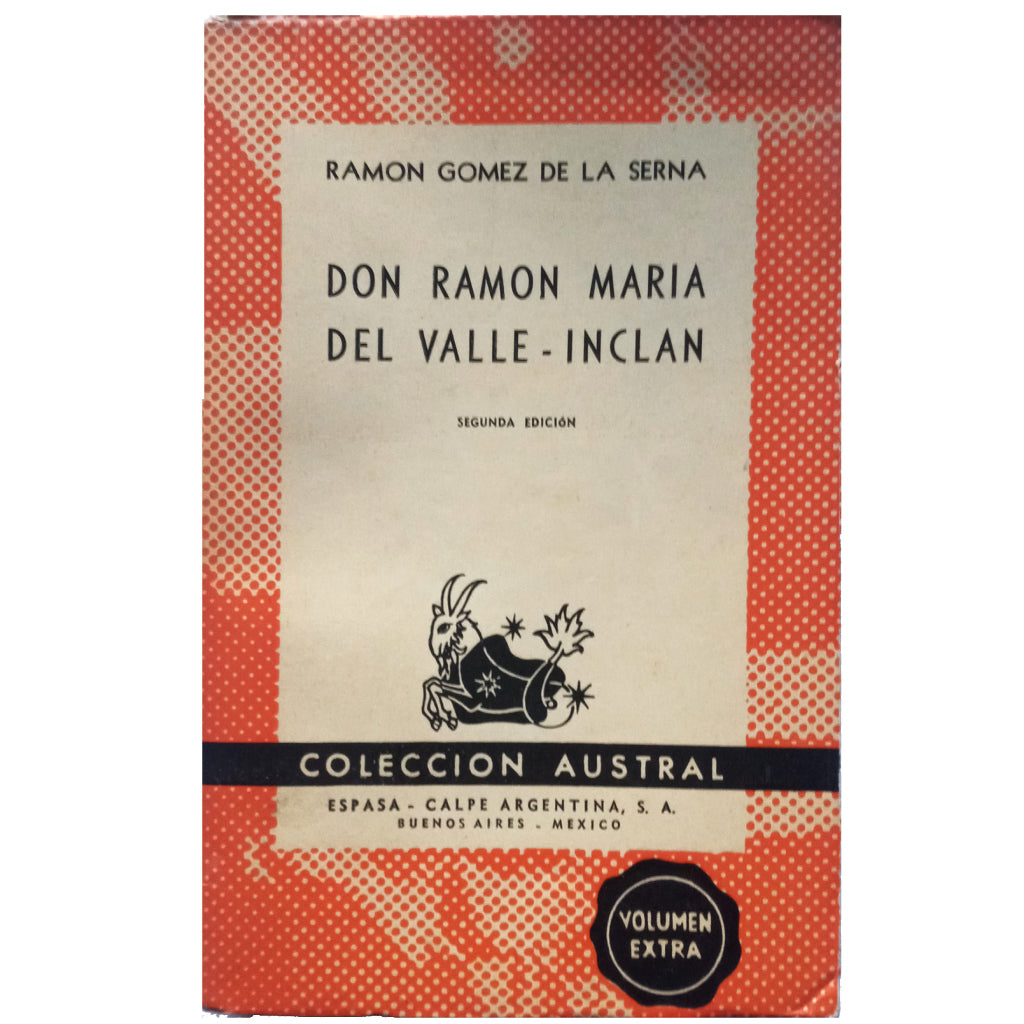 RAMON GOMEZ DE LA SERNA
DON RAMON MARIA
DEL VALLE - INCLAN
SEGUNDA EDICIÓN
COLECCION AUSTRAL
ESPASA - CALPE ARGENTINA, S. A.
BUENOS AIRES - MEXICO
VOLUMEN
EXTRA